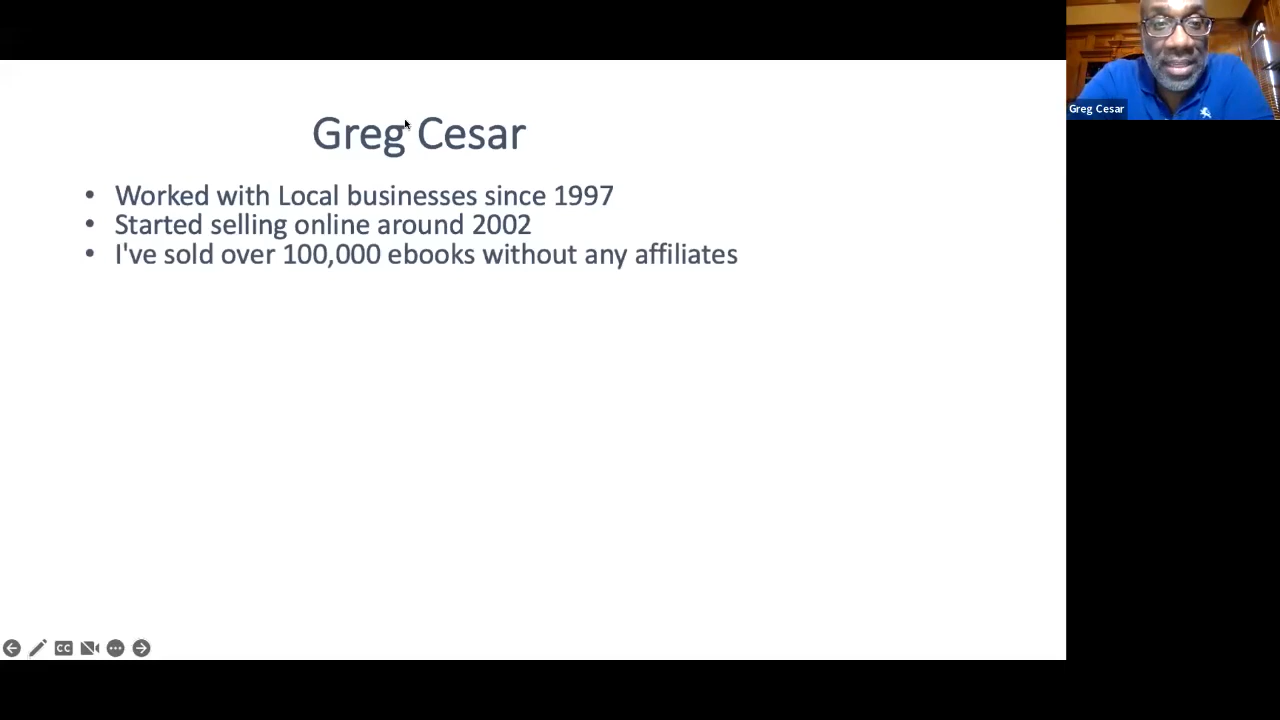 Greg Cesar
• Worked with Local businesses since 1997
• Started selling online around 2002
• I've sold over 100,000 ebooks without any affiliates
Greg Cesar
CC